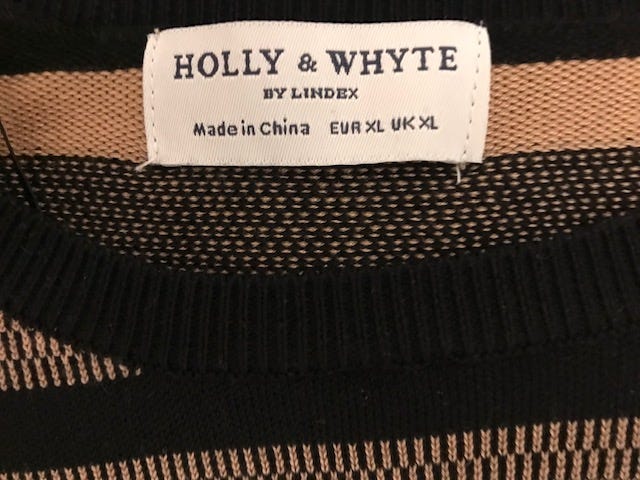 HOLLY & WHYTE
BY LINDEX
Made in China EUR XL UK XL